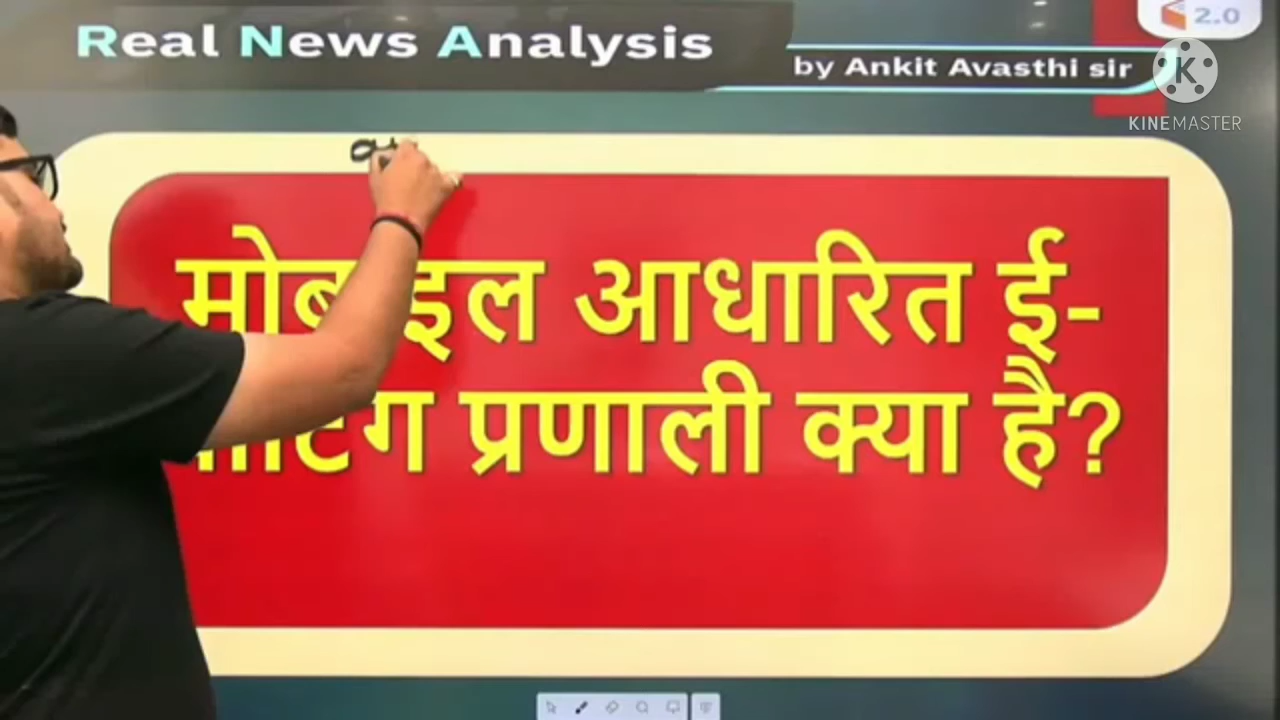 Real News Analysis
by Ankit Avasthi sir
2.0
KINEMASTER
आधारित ई-
प्रणाली क्या है?